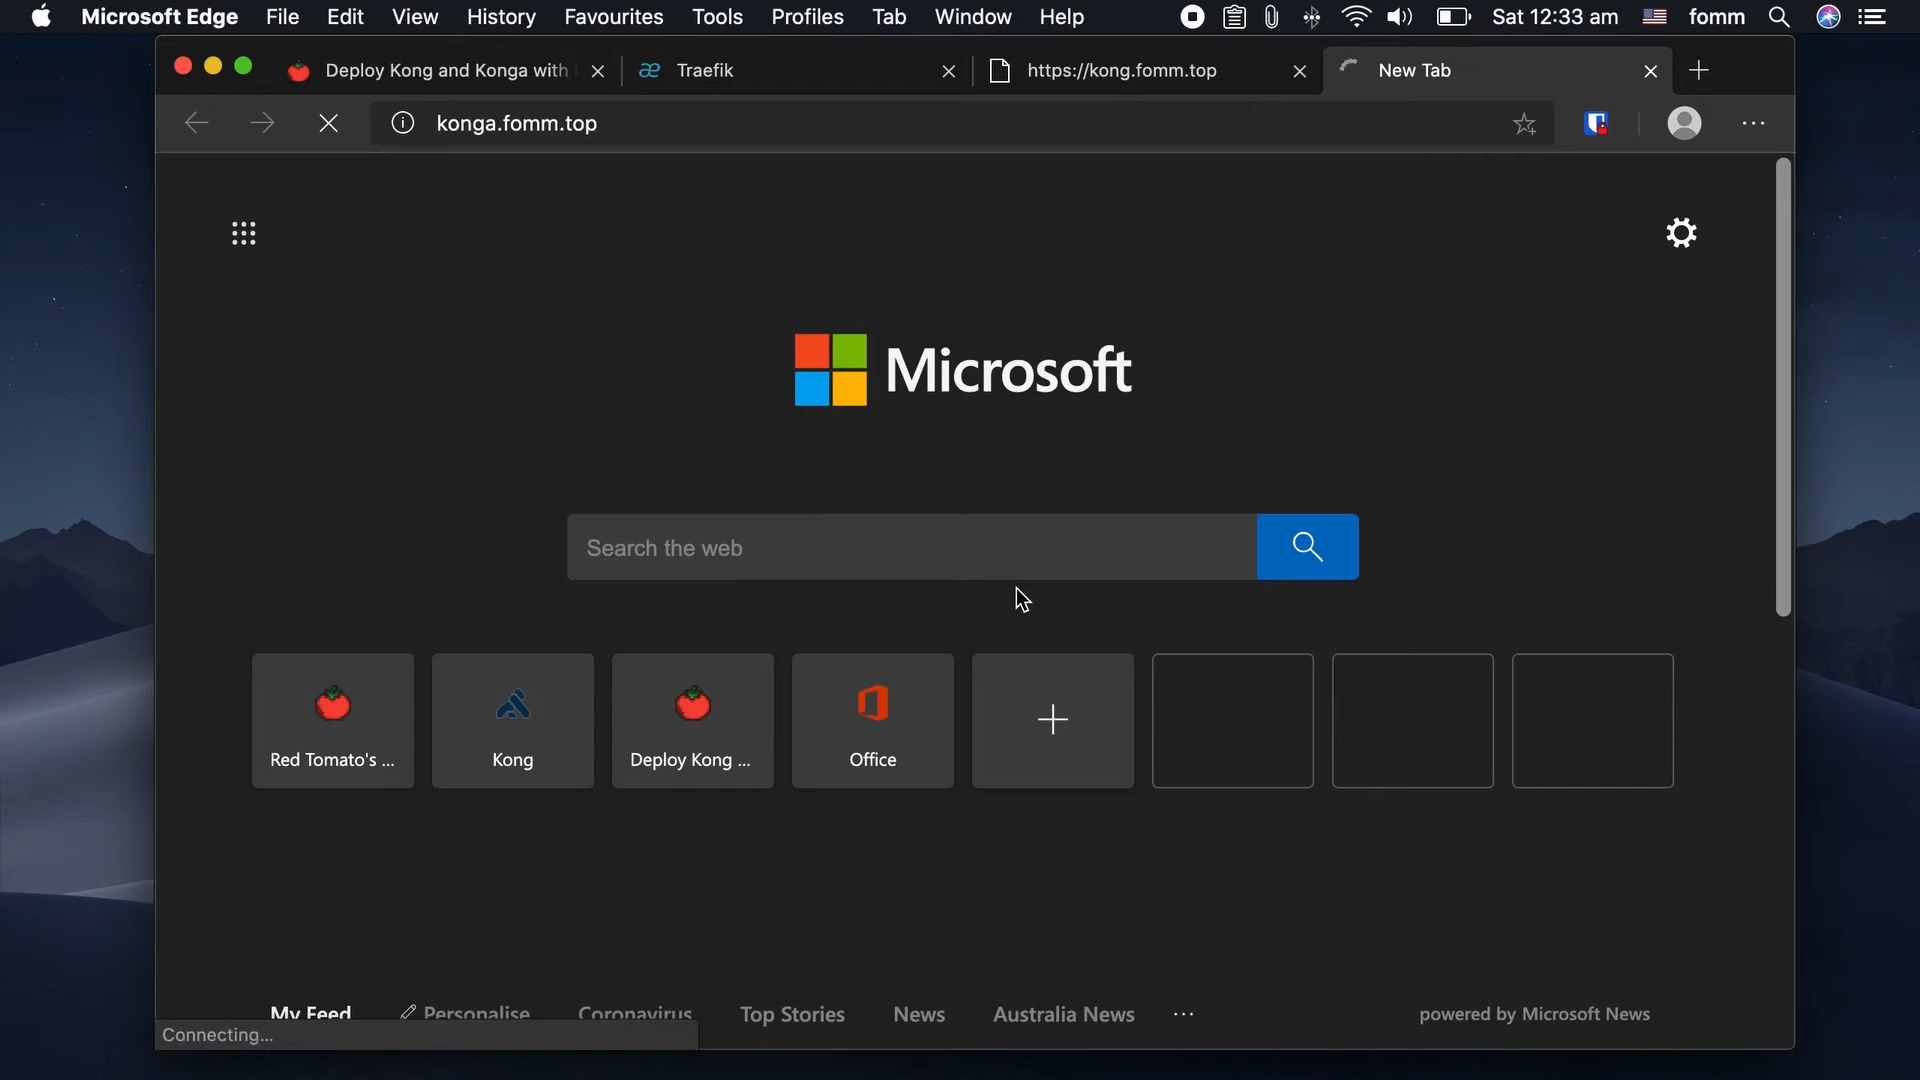 Microsoft Edge File Edit View History Favourites Tools Profiles Tab Window Help Sat 12:33 am fomm
Deploy Kong and Konga with Traefik https://kong.fomm.top New Tab
konga.fomm.top
Microsoft
Search the web
Red Tomato's ... Kong Deploy Kong ... Office
My Feed Personalise Coronavirus Top Stories News Australia News ... powered by Microsoft News
Connecting...